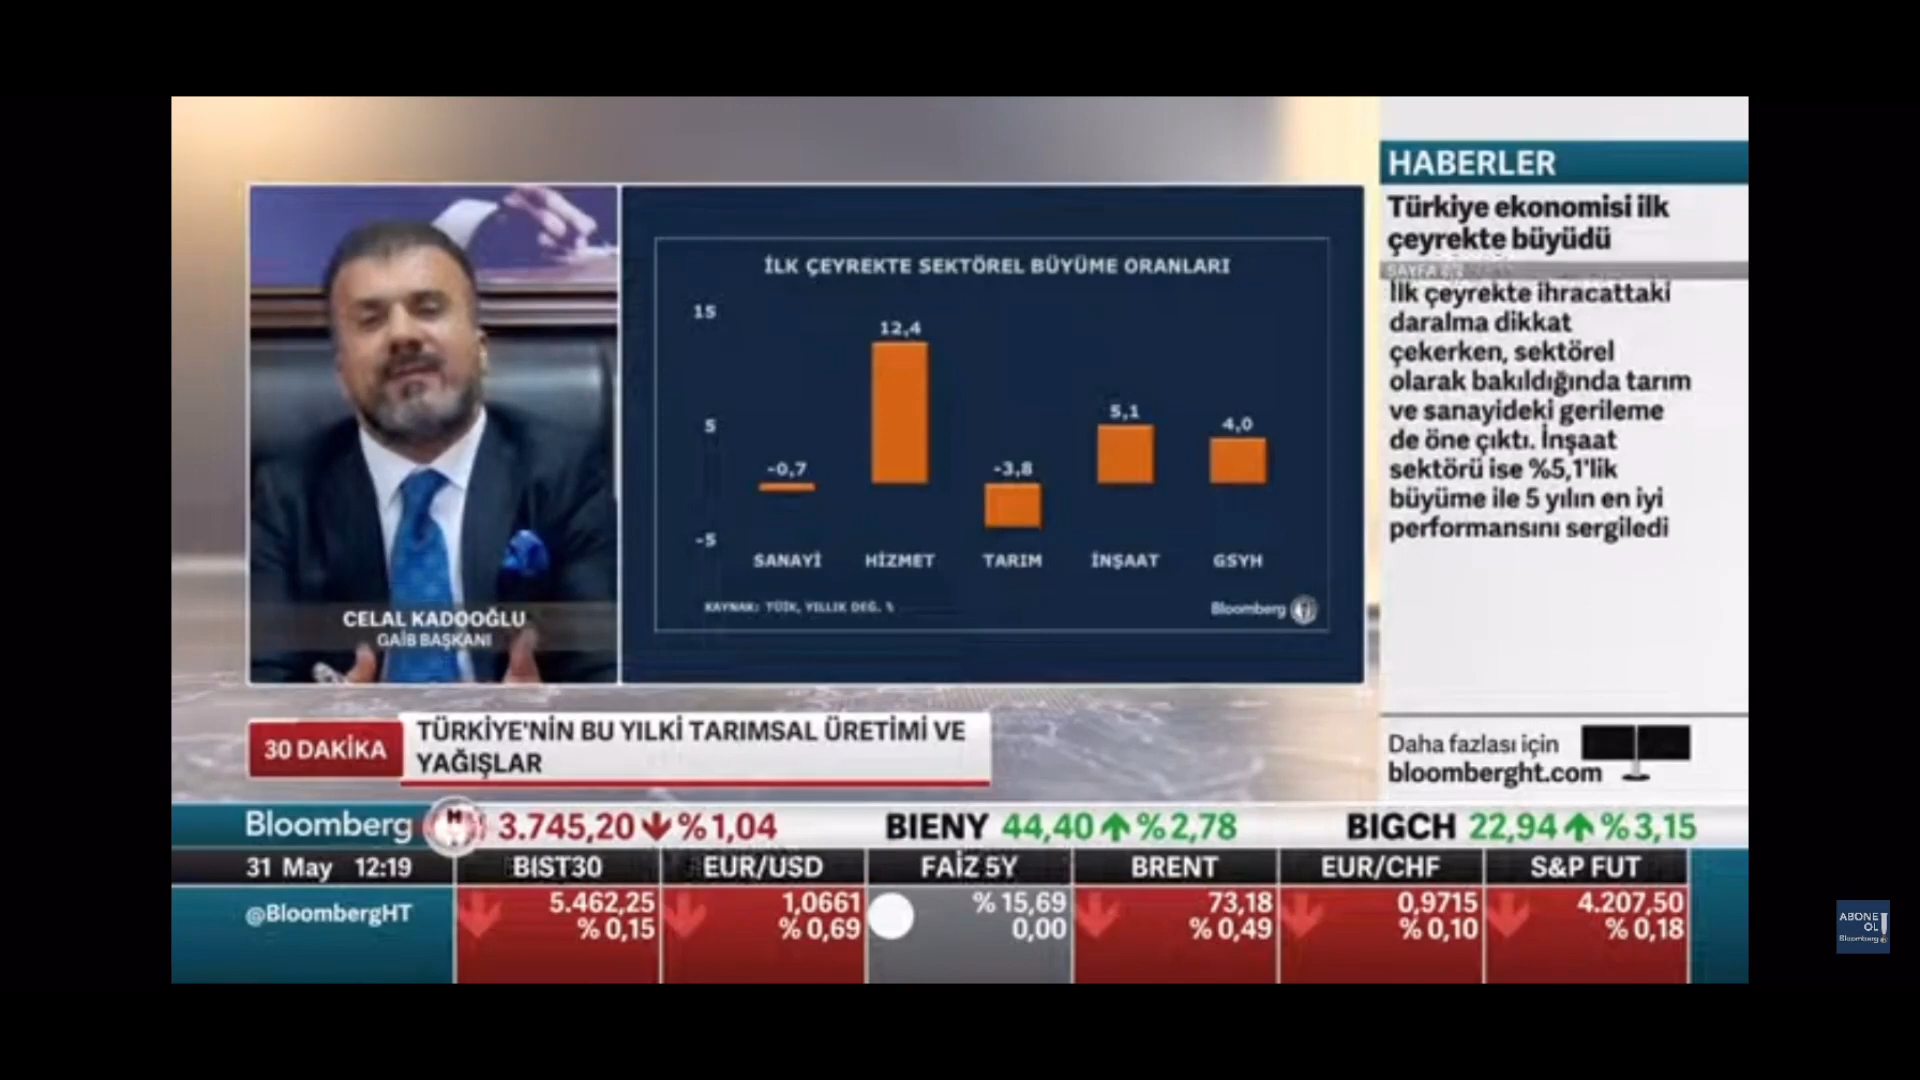 HABERLER
Türkiye ekonomisi ilk
çeyrekte büyüdü
İlk çeyrekte ihracattaki
daralma dikkat
çekerken, sektörel
olarak bakıldığında tarım
ve sanayideki gerileme
de öne çıktı. İnşaat
sektörü ise %5,1'lik
büyüme ile 5 yılın en iyi
performansını sergiledi
Daha fazlası için
bloomberght.com
İLK ÇEYREKTE SEKTÖREL BÜYÜME ORANLARI
15
5
-5
-0,7
12,4
-3,8
5,1
4,0
SANAYİ
HİZMET
TARIM
İNŞAAT
GSYH
KAYNAK: TÜİK, YILLIK DEĞ. %
Bloomberg
CELAL KADOOĞLU
GAİB BAŞKANI
30 DAKİKA
TÜRKİYE'NİN BU YILKİ TARIMSAL ÜRETİMİ VE
YAĞIŞLAR
Bloomberg
3.745,20 %1,04 BIENY 44,40 %2,78 BIGCH 22,94 %3,15
31 May 12:19
@BloombergHT
BIST30
5.462,25
% 0,15
EUR/USD
1,0661
% 0,69
FAİZ 5Y
% 15,69
0,00
BRENT
73,18
% 0,49
EUR/CHF
0,9715
% 0,10
S&P FUT
4.207,50
% 0,18
ABONE
OL!
Bloomberg